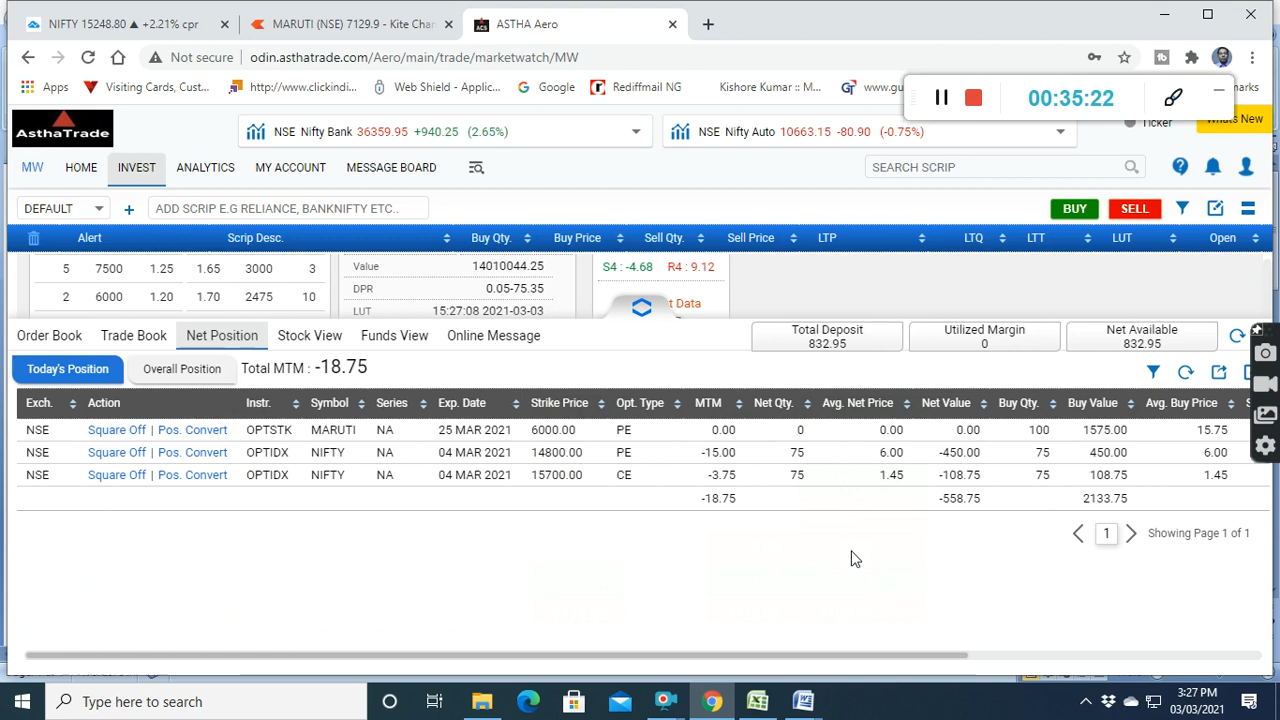 NIFTY 15248.80 ▲ +2.21% cpr
MARUTI (NSE) 7129.9 - Kite Char
ASTHA Aero
Not secure odin.asthatrade.com/Aero/main/trade/marketwatch/MW
Apps Visiting Cards, Cust... http://www.clickindi... Web Shield - Applivi... Google Rediffmail NG Kishore Kumar :: M... www.gu
00:35:22
AsthaTrade
NSE Nifty Bank 36359.95 +940.25 (2.65%)
NSE Nifty Auto 10663.15 -80.90 (-0.75%)
Ticker
Whats New
MW HOME INVEST ANALYTICS MY ACCOUNT MESSAGE BOARD SEARCH SCRIP
DEFAULT + ADD SCRIP E.G RELIANCE, BANKNIFTY ETC.. BUY SELL
Alert Scrip Desc. Buy Qty. Buy Price Sell Qty. Sell Price LTP LTQ LTT LUT Open
5 7500 1.25 1.65 3000 3 Value 14010044.25 S4 : -4.68 R4 : 9.12
DPR 0.05-75.35
2 6000 1.20 1.70 2475 10 t Data
LUT 15:27:08 2021-03-03
Order Book Trade Book Net Position Stock View Funds View Online Message
Total Deposit
832.95
Utilized Margin
0
Net Available
832.95
Today's Position Overall Position Total MTM : -18.75
Exch. Action Instr. Symbol Series Exp. Date Strike Price Opt. Type MTM Net Qty. Avg. Net Price Net Value Buy Qty. Buy Value Avg. Buy Price S
NSE Square Off | Pos. Convert OPTSTK MARUTI NA 25 MAR 2021 6000.00 PE 0.00 0 0.00 0.00 100 1575.00 15.75
NSE Square Off | Pos. Convert OPTIDX NIFTY NA 04 MAR 2021 14800.00 PE -15.00 75 6.00 -450.00 75 450.00 6.00
NSE Square Off | Pos. Convert OPTIDX NIFTY NA 04 MAR 2021 15700.00 CE -3.75 75 1.45 -108.75 75 108.75 1.45
-18.75 -558.75 2133.75
1 Showing Page 1 of 1
Type here to search
3:27 PM
03/03/2021